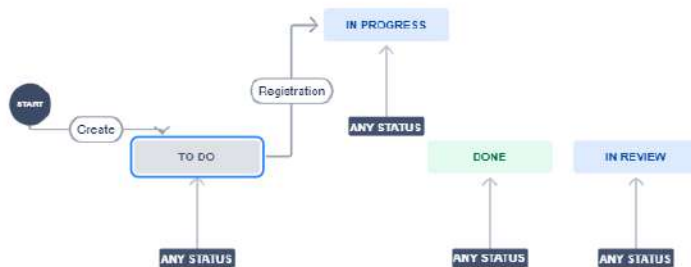 IN PROGRESS
Registration
START
Create
ANY STATUS
TO DO
DONE
IN REVIEW
ANY STATUS
ANY STATUS
ANY STATUS